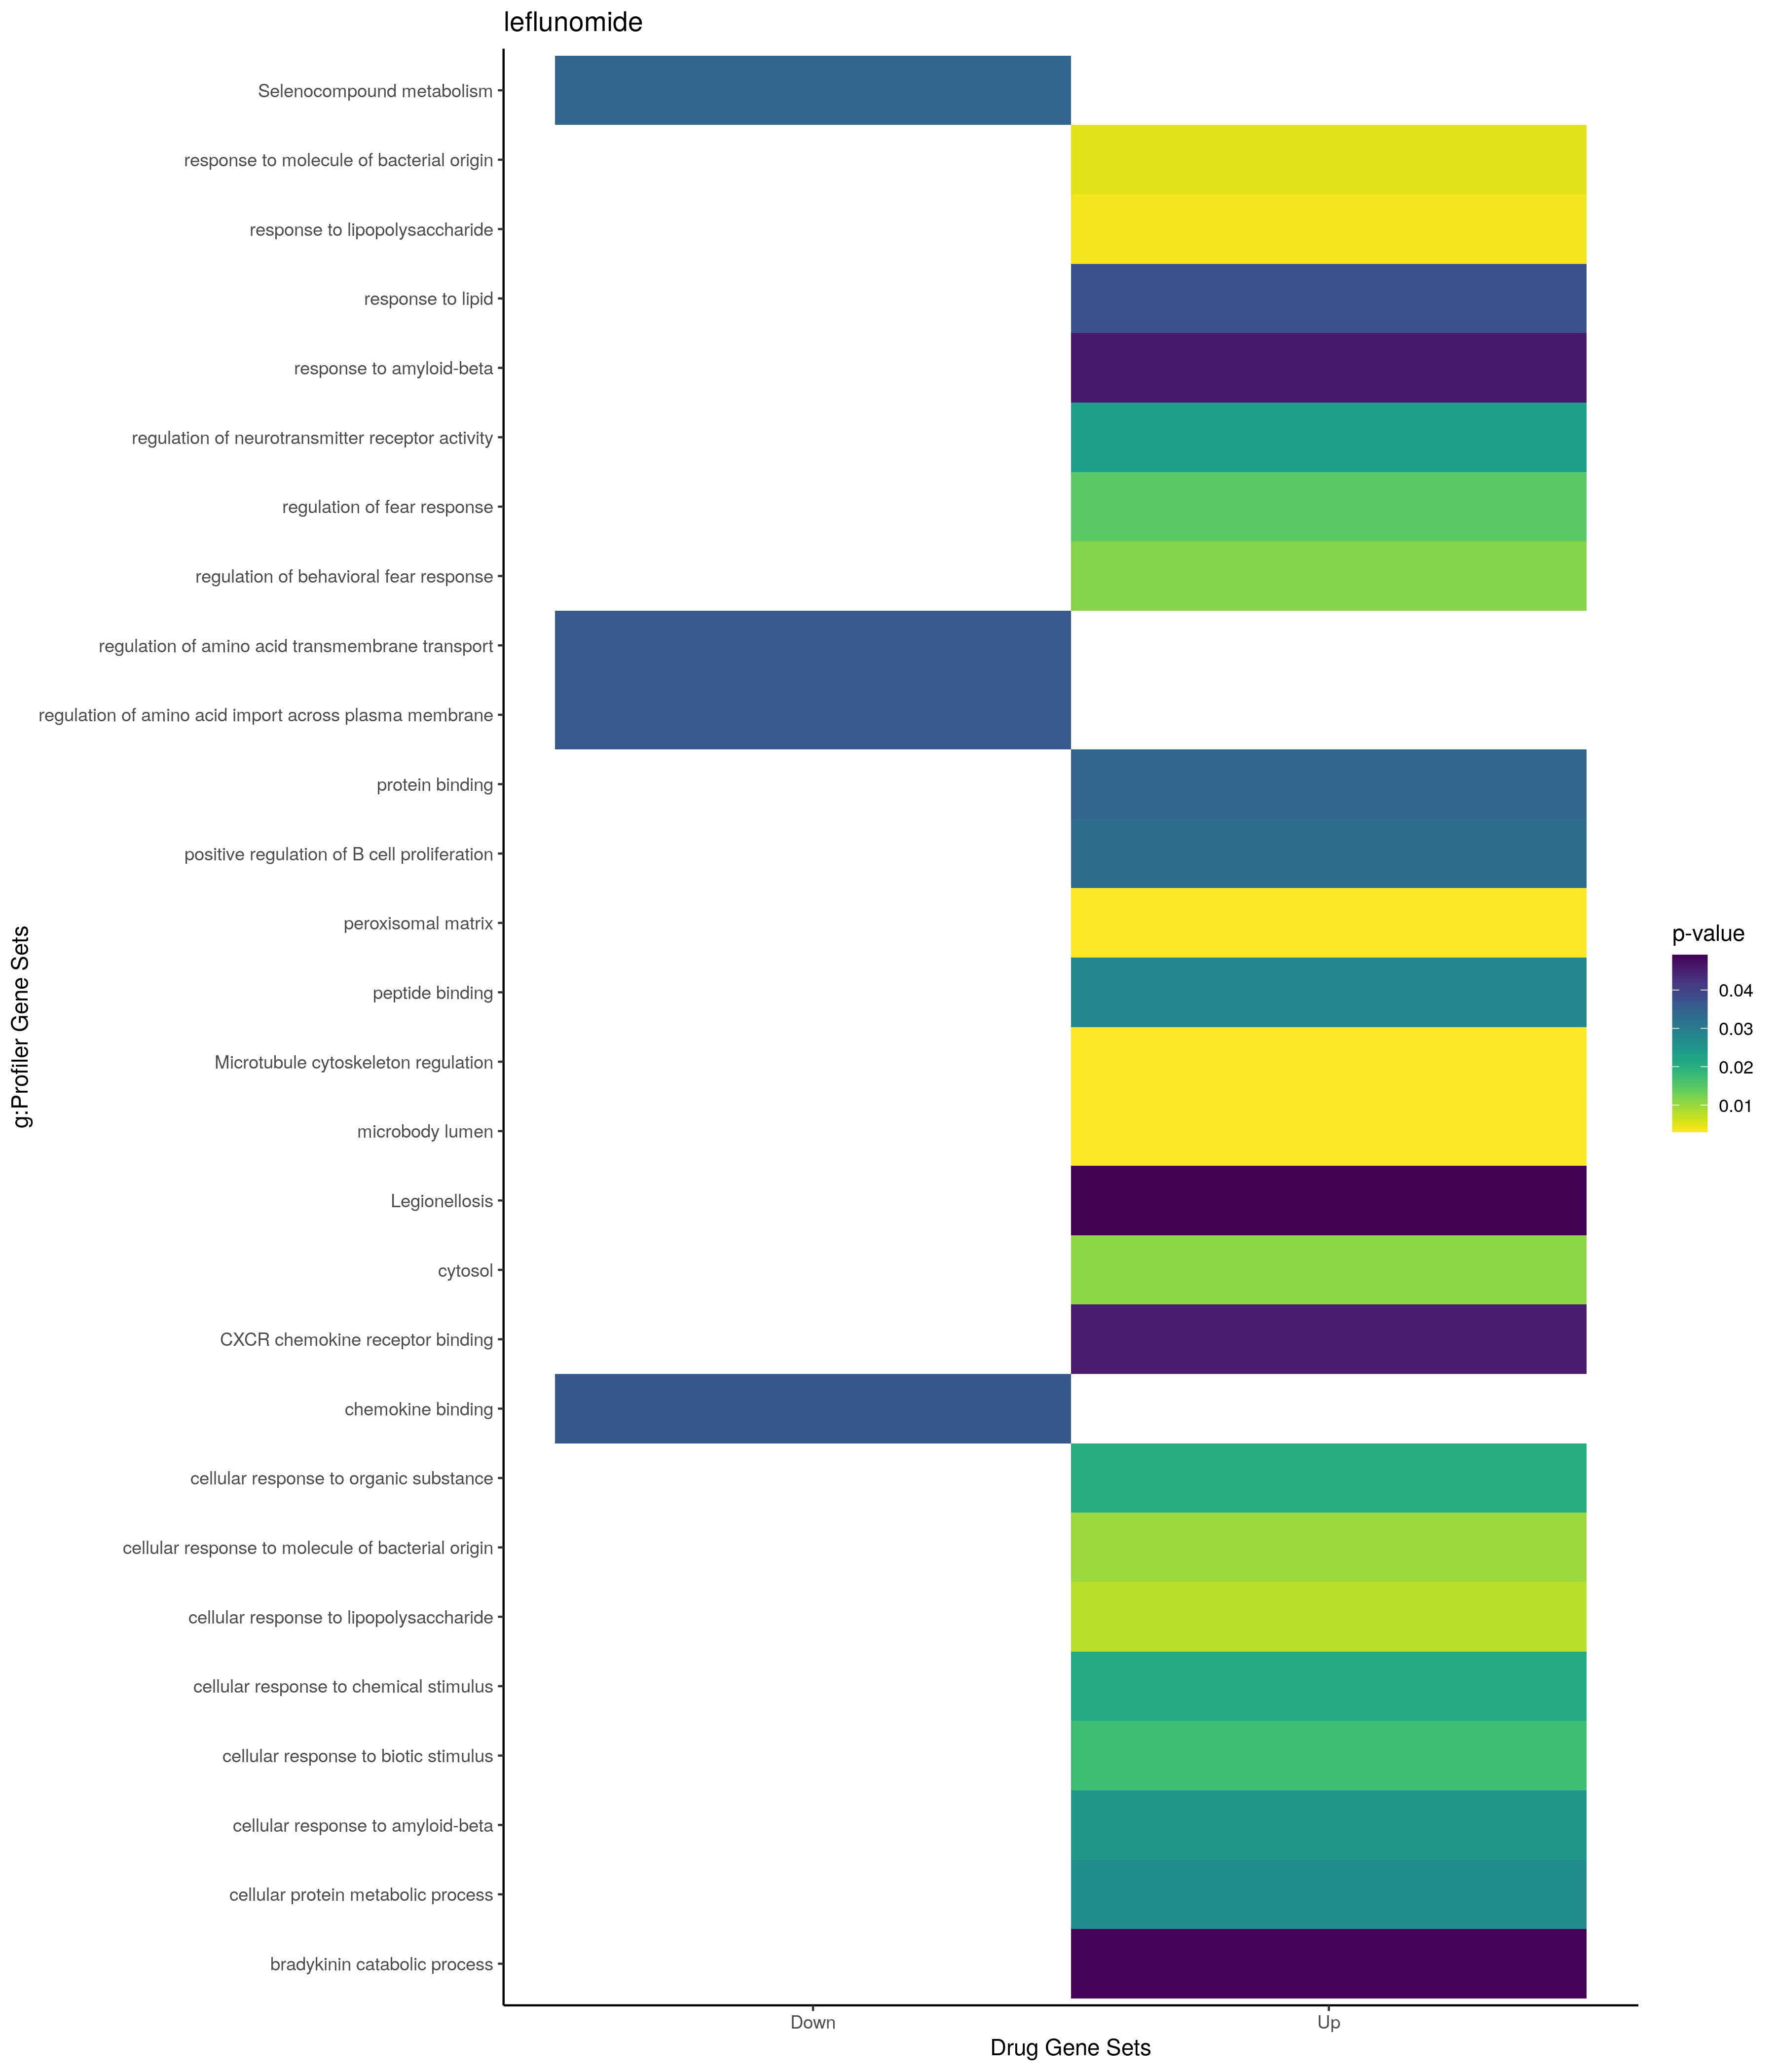 leflunomide
Selenocompound metabolism
response to molecule of bacterial origin
response to lipopolysaccharide
response to lipid
response to amyloid-beta
regulation of neurotransmitter receptor activity
regulation of fear response
regulation of behavioral fear response
regulation of amino acid transmembrane transport
regulation of amino acid import across plasma membrane
protein binding
positive regulation of B cell proliferation
peroxisomal matrix
peptide binding
Microtubule cytoskeleton regulation
microbody lumen
Legionellosis
cytosol
CXCR chemokine receptor binding
chemokine binding
cellular response to organic substance
cellular response to molecule of bacterial origin
cellular response to lipopolysaccharide
cellular response to chemical stimulus
cellular response to biotic stimulus
cellular response to amyloid-beta
cellular protein metabolic process
bradykinin catabolic process
g:Profiler Gene Sets
Down
Up
Drug Gene Sets
p-value
0.04
0.03
0.02
0.01